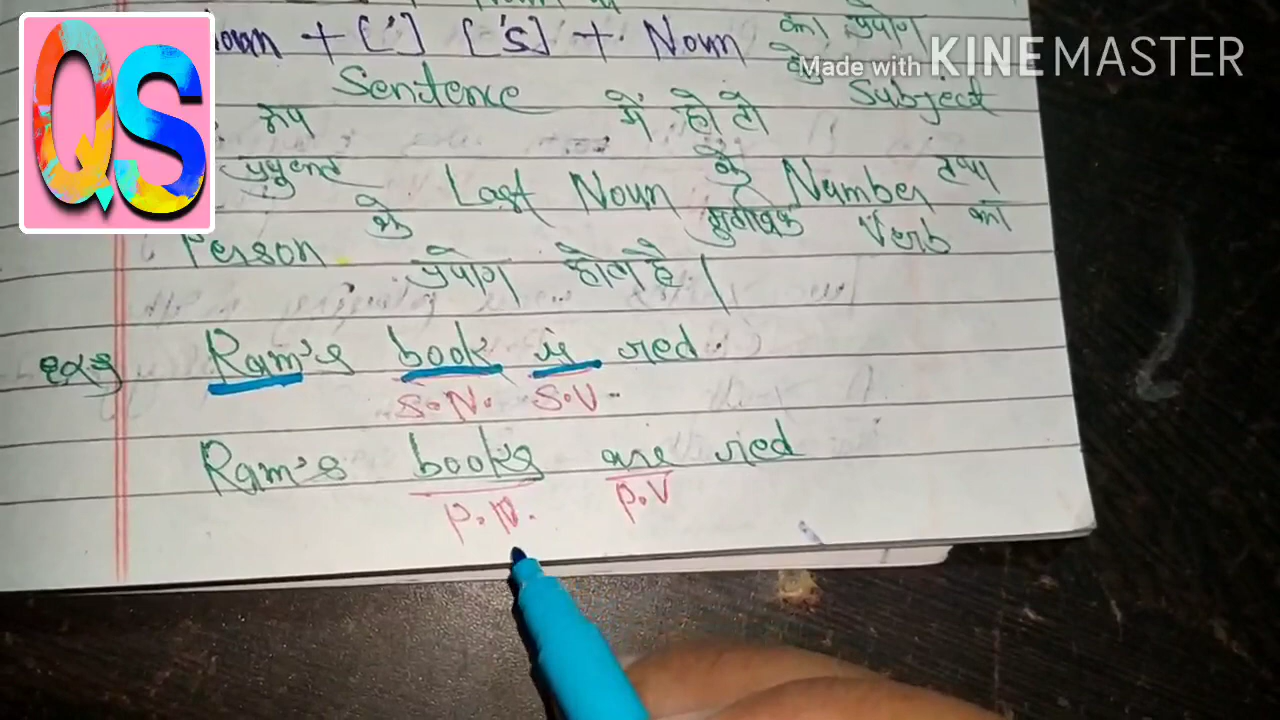 QS
Made with KINEMASTER
Noun + ['] ['s] + Noun का प्रयोग
Sentence के Subject
रूप में हो तो
प्रयुक्त Last Noun के Number तथा
Person के मुताबिक Verb का
प्रयोग होता है।
Ram's book is red.
S.N. S.V.
Ram's books are red
P.N. P.V